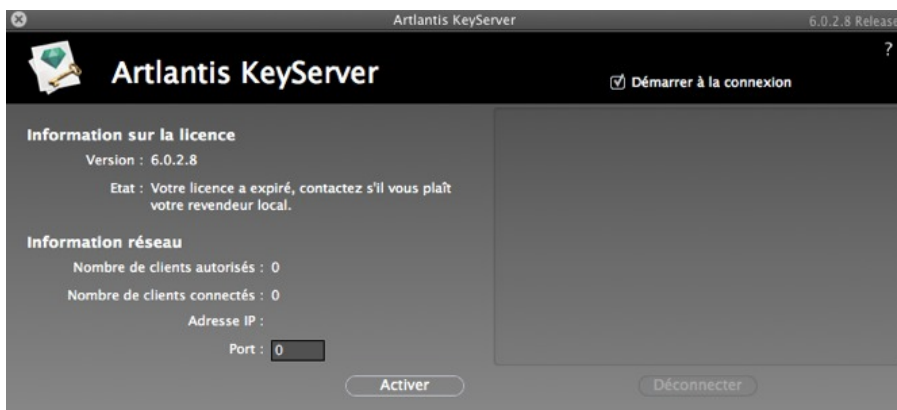 Artlantis KeyServer
6.0.2.8 Release
?
Artlantis KeyServer
Démarrer à la connexion
Information sur la licence
Version : 6.0.2.8
Etat : Votre licence a expiré, contactez s'il vous plaît
votre revendeur local.
Information réseau
Nombre de clients autorisés : 0
Nombre de clients connectés : 0
Adresse IP :
Port : 0
Activer
Déconnecter